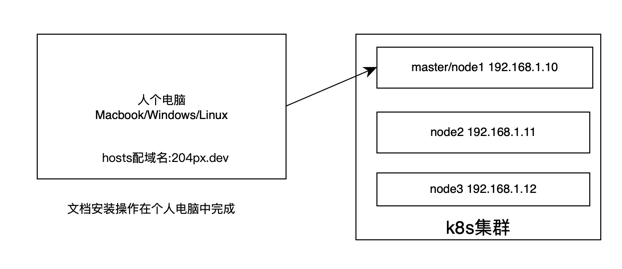 人个电脑
Macbook/Windows/Linux
hosts配域名:204px.dev
文档安装操作在个人电脑中完成
master/node1 192.168.1.10
node2 192.168.1.11
node3 192.168.1.12
k8s集群